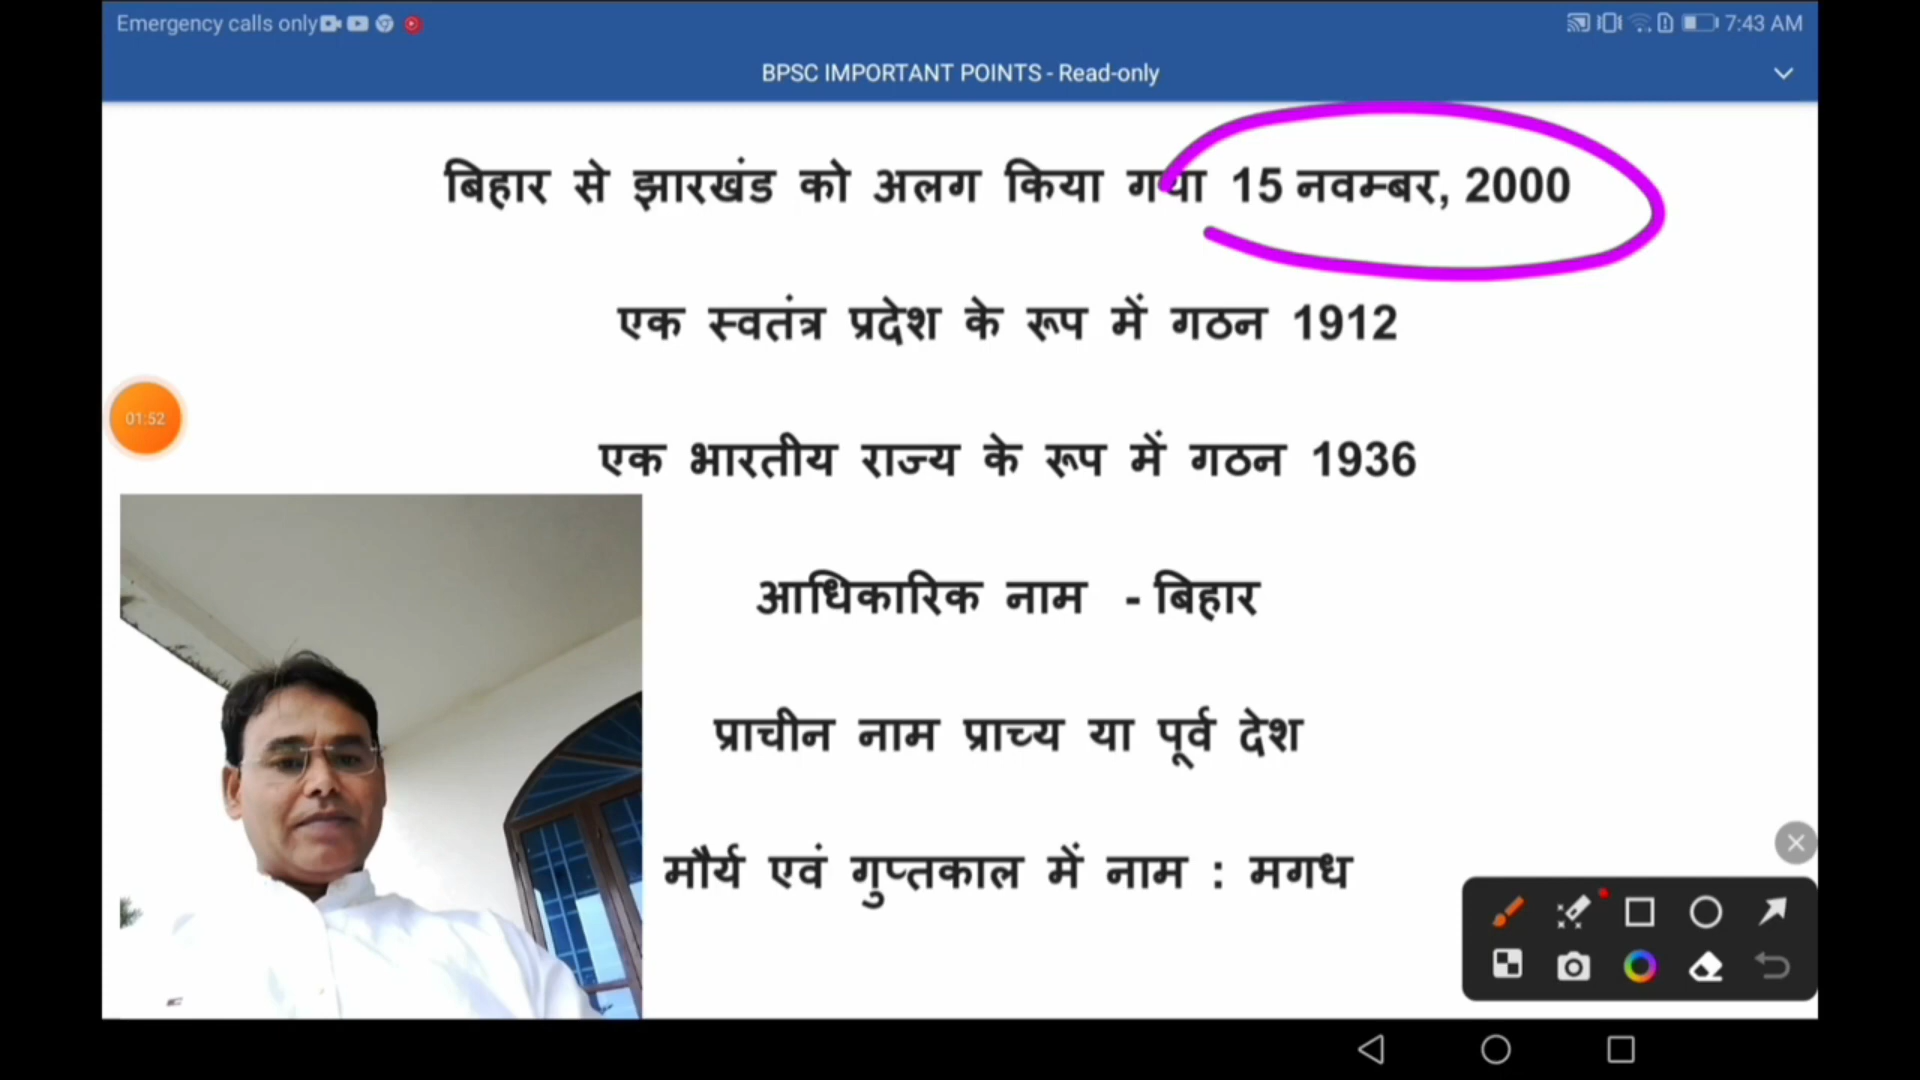 Emergency calls only
7:43 AM
BPSC IMPORTANT POINTS - Read-only
बिहार से झारखंड को अलग किया गया 15 नवम्बर, 2000
एक स्वतंत्र प्रदेश के रूप में गठन 1912
01:52
एक भारतीय राज्य के रूप में गठन 1936
आधिकारिक नाम - बिहार
प्राचीन नाम प्राच्य या पूर्व देश
मौर्य एवं गुप्तकाल में नाम : मगध